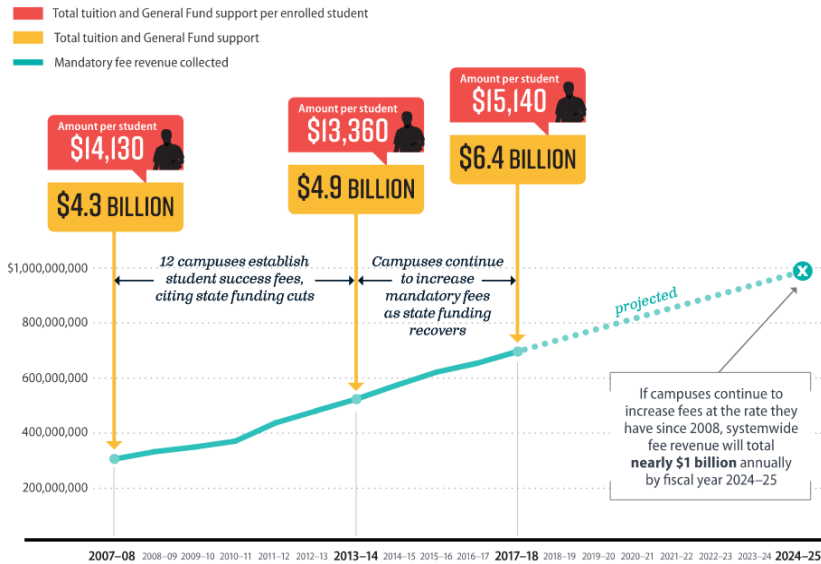 Total tuition and General Fund support per enrolled student
Total tuition and General Fund support
Mandatory fee revenue collected
Amount per student
$14,130
$4.3 BILLION
Amount per student
$13,360
$4.9 BILLION
Amount per student
$15,140
$6.4 BILLION
12 campuses establish
student success fees,
citing state funding cuts
Campuses continue
to increase
mandatory fees
as state funding
recovers
projected
X
$1,000,000,000
800,000,000
600,000,000
400,000,000
200,000,000
If campuses continue to
increase fees at the rate they
have since 2008, systemwide
fee revenue will total
nearly $1 billion annually
by fiscal year 2024–25
2007–08 2008–09 2009–10 2010–11 2011–12 2012–13 2013–14 2014–15 2015–16 2016–17 2017–18 2018–19 2019–20 2020–21 2021–22 2022–23 2023–24 2024–25